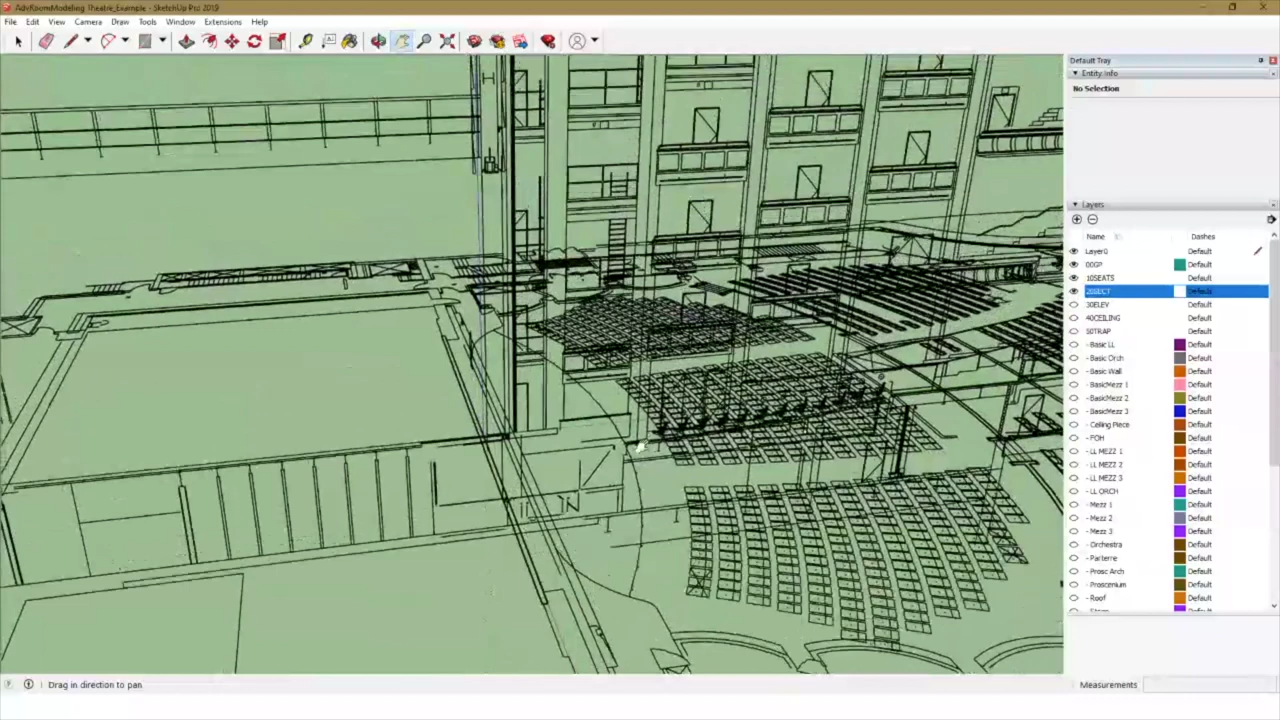 AdvRoomModeling Theatre_Example - SketchUp Pro 2019
File Edit View Camera Draw Tools Window Extensions Help
Default Tray
Entity Info
No Selection
Layers
Name Dashes
Layer0 Default
00GP Default
10SEATS Default
20SECT Default
30ELEV Default
40CEILING Default
50TRAP Default
- Basic LL Default
- Basic Orch Default
- Basic Wall Default
- BasicMezz 1 Default
- BasicMezz 2 Default
- BasicMezz 3 Default
- Ceiling Piece Default
- FOH Default
- LL MEZZ 1 Default
- LL MEZZ 2 Default
- LL MEZZ 3 Default
- LL ORCH Default
- Mezz 1 Default
- Mezz 2 Default
- Mezz 3 Default
- Orchestra Default
- Parterre Default
- Prosc Arch Default
- Proscenium Default
- Roof Default
Drag in direction to pan
Measurements